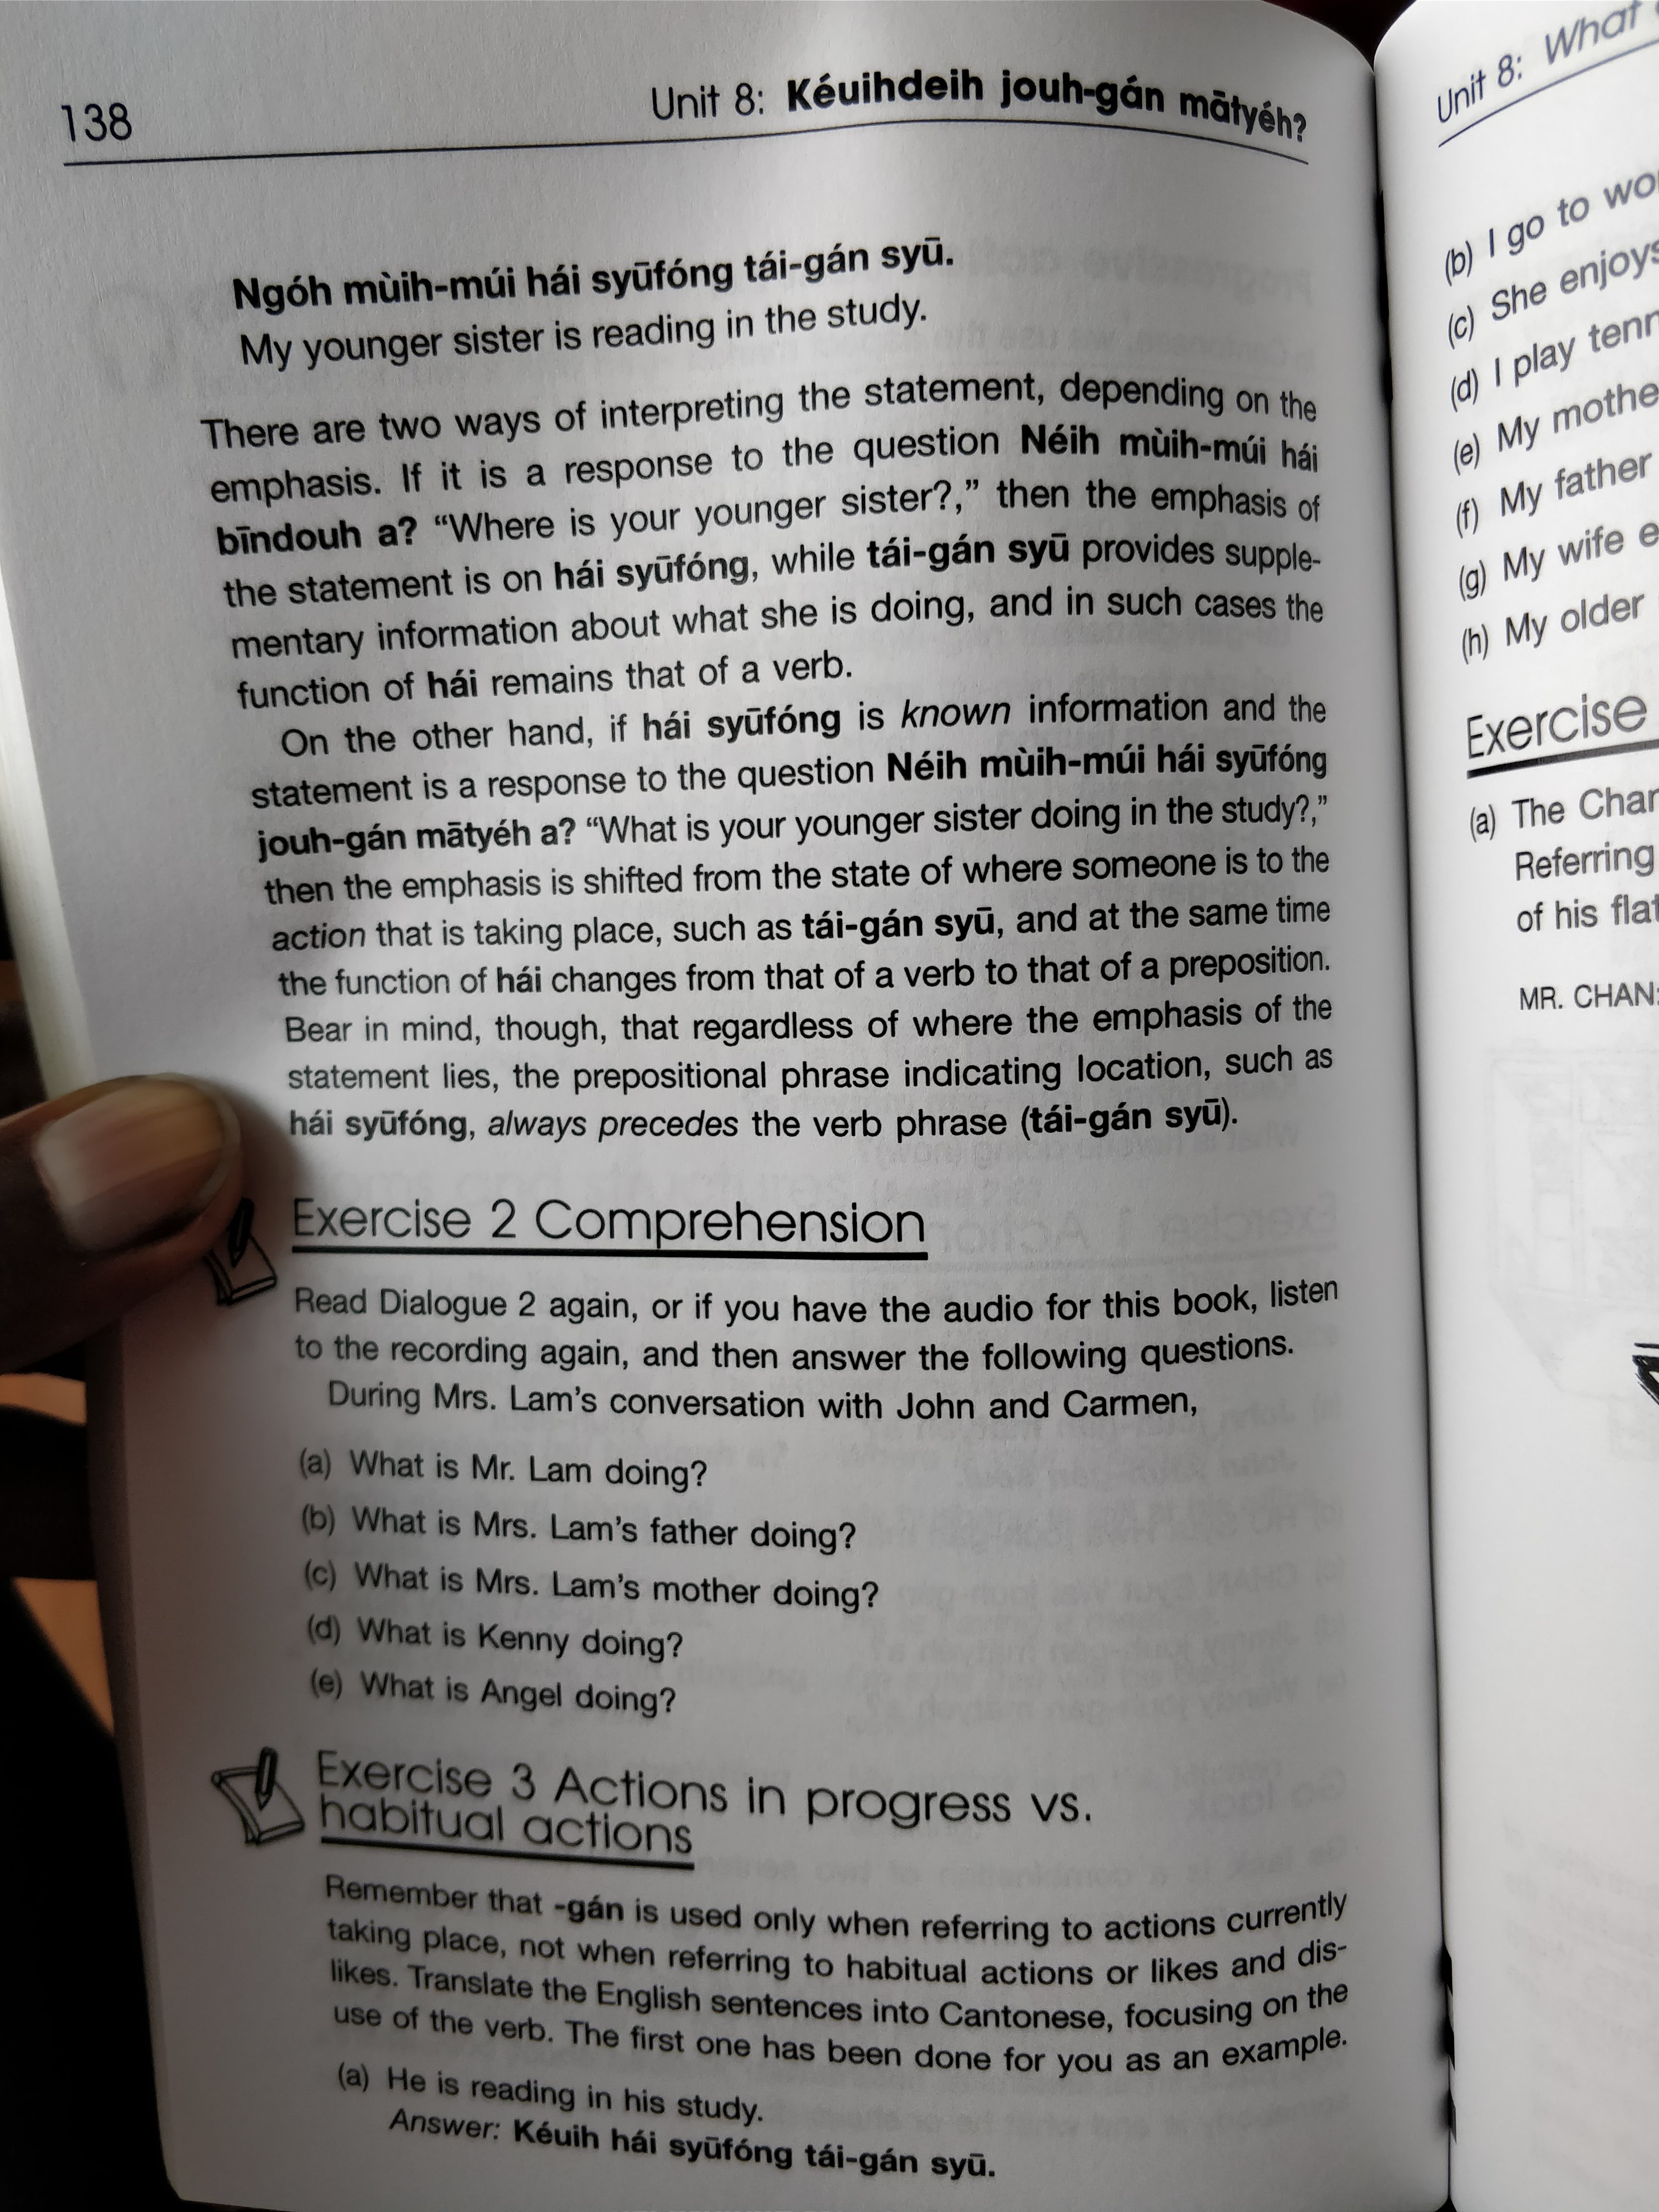 138
Unit 8: Kéuihdeih jouh-gán mātyéh?
Ngóh mùih-múi hái syūfóng tái-gán syū.
My younger sister is reading in the study.
There are two ways of interpreting the statement, depending on the
emphasis. If it is a response to the question Néih mùih-múi hái
bīndouh a? “Where is your younger sister?,” then the emphasis of
the statement is on hái syūfóng, while tái-gán syū provides supple-
mentary information about what she is doing, and in such cases the
function of hái remains that of a verb.
On the other hand, if hái syūfóng is known information and the
statement is a response to the question Néih mùih-múi hái syūfóng
jouh-gán mātyéh a? “What is your younger sister doing in the study?,”
then the emphasis is shifted from the state of where someone is to the
action that is taking place, such as tái-gán syū, and at the same time
the function of hái changes from that of a verb to that of a preposition.
Bear in mind, though, that regardless of where the emphasis of the
statement lies, the prepositional phrase indicating location, such as
hái syūfóng, always precedes the verb phrase (tái-gán syū).
Exercise 2 Comprehension
Read Dialogue 2 again, or if you have the audio for this book, listen
to the recording again, and then answer the following questions.
During Mrs. Lam’s conversation with John and Carmen,
(a) What is Mr. Lam doing?
(b) What is Mrs. Lam’s father doing?
(c) What is Mrs. Lam’s mother doing?
(d) What is Kenny doing?
(e) What is Angel doing?
Exercise 3 Actions in progress vs.
habitual actions
Remember that -gán is used only when referring to actions currently
taking place, not when referring to habitual actions or likes and dis-
likes. Translate the English sentences into Cantonese, focusing on the
use of the verb. The first one has been done for you as an example.
(a) He is reading in his study.
Answer: Kéuih hái syūfóng tái-gán syū.
Unit 8: What
(b) I go to
(c) She enjoys
(d) I play
(e) My
(f) My father
(g) My wife
(h) My older
Exercise
(a) The
Referring
of his
MR. CHAN: